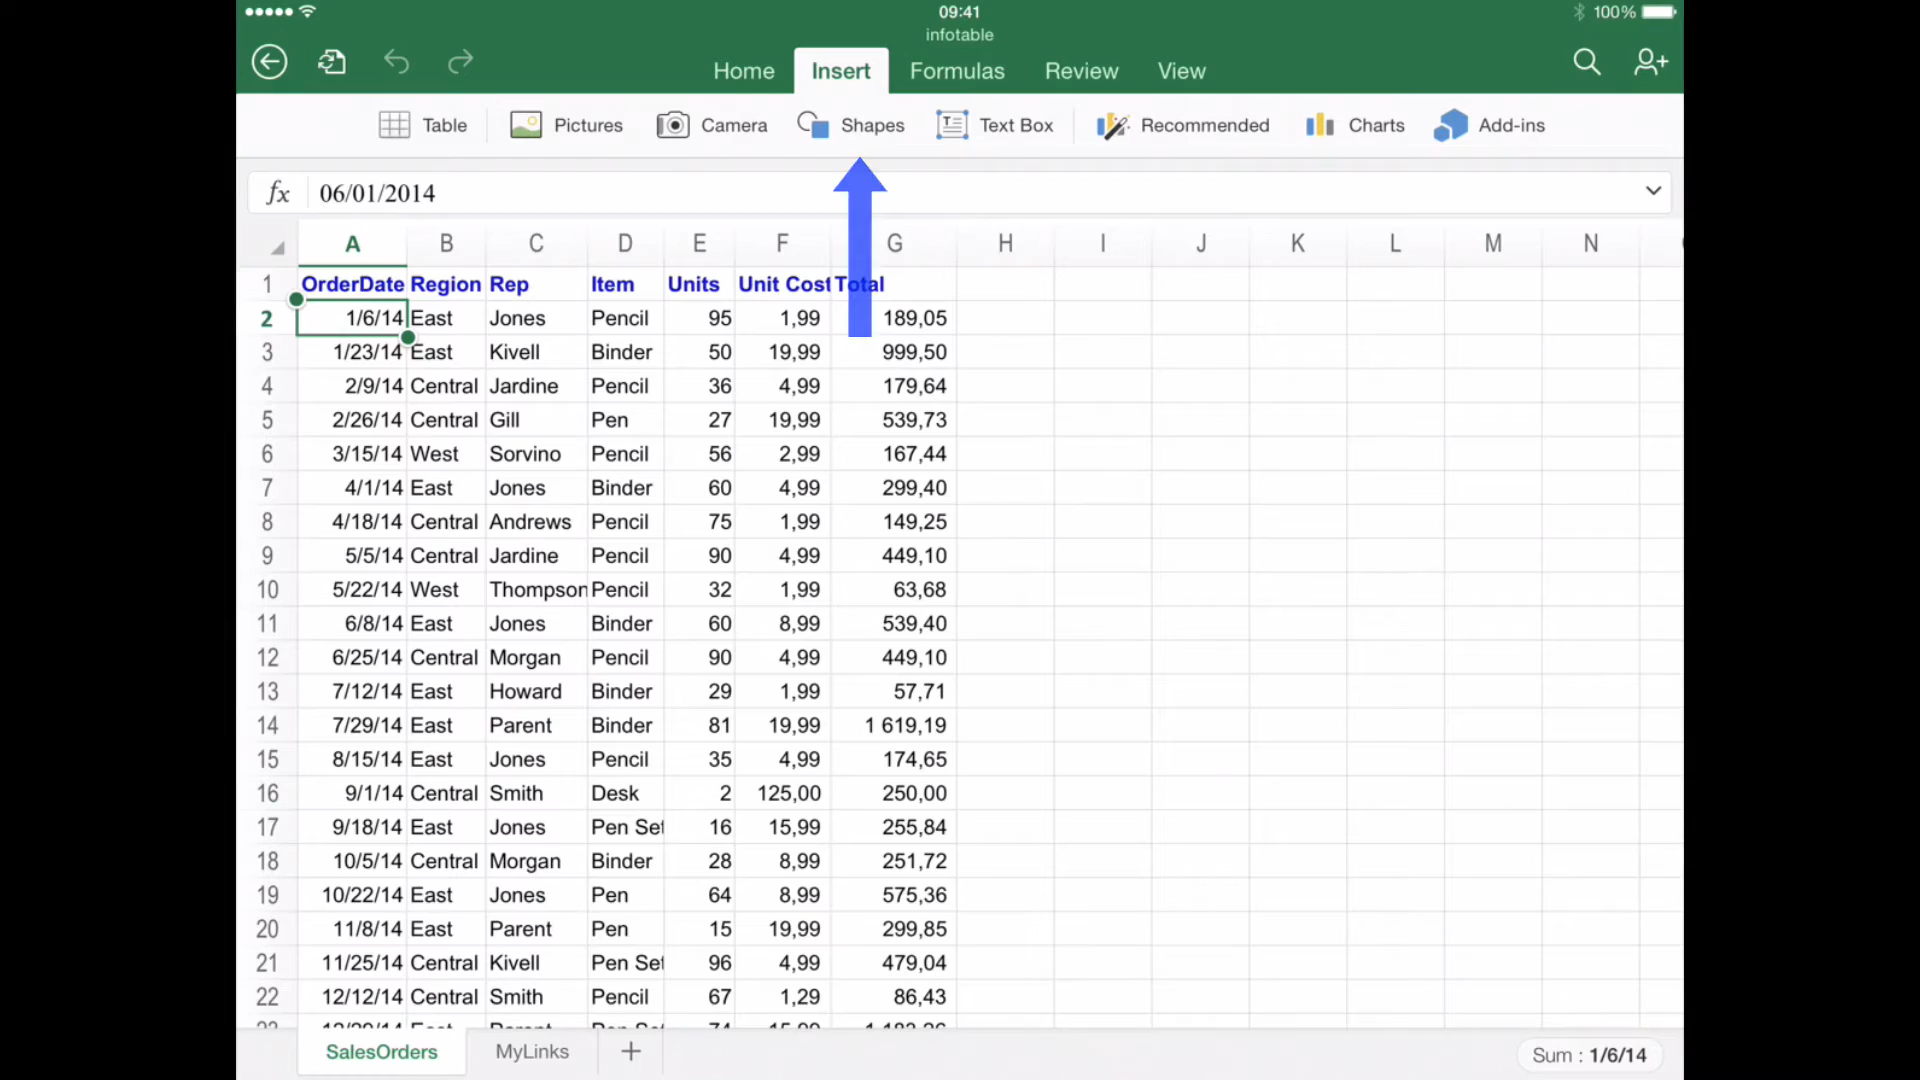 09:41
100%
infotable
Home Insert Formulas Review View
Table Pictures Camera Shapes Text Box Recommended Charts Add-ins
fx 06/01/2014
A B C D E F G H I J K L M N
1 OrderDate Region Rep Item Units Unit Cost Total
2 1/6/14 East Jones Pencil 95 1,99 189,05
3 1/23/14 East Kivell Binder 50 19,99 999,50
4 2/9/14 Central Jardine Pencil 36 4,99 179,64
5 2/26/14 Central Gill Pen 27 19,99 539,73
6 3/15/14 West Sorvino Pencil 56 2,99 167,44
7 4/1/14 East Jones Binder 60 4,99 299,40
8 4/18/14 Central Andrews Pencil 75 1,99 149,25
9 5/5/14 Central Jardine Pencil 90 4,99 449,10
10 5/22/14 West Thompson Pencil 32 1,99 63,68
11 6/8/14 East Jones Binder 60 8,99 539,40
12 6/25/14 Central Morgan Pencil 90 4,99 449,10
13 7/12/14 East Howard Binder 29 1,99 57,71
14 7/29/14 East Parent Binder 81 19,99 1 619,19
15 8/15/14 East Jones Pencil 35 4,99 174,65
16 9/1/14 Central Smith Desk 2 125,00 250,00
17 9/18/14 East Jones Pen Set 16 15,99 255,84
18 10/5/14 Central Morgan Binder 28 8,99 251,72
19 10/22/14 East Jones Pen 64 8,99 575,36
20 11/8/14 East Parent Pen 15 19,99 299,85
21 11/25/14 Central Kivell Pen Set 96 4,99 479,04
22 12/12/14 Central Smith Pencil 67 1,29 86,43
SalesOrders MyLinks
Sum : 1/6/14